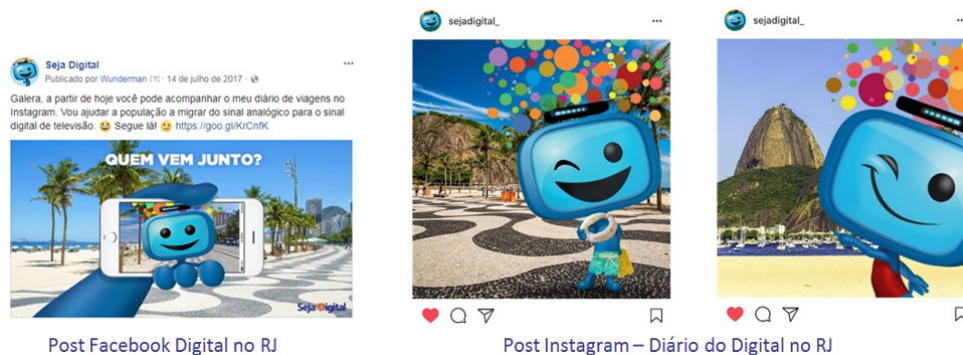 Seja Digital
Publicado por Wunderman [?] · 14 de julho de 2017 ·
Galera, a partir de hoje você pode acompanhar o meu diário de viagens no
Instagram. Vou ajudar a população a migrar do sinal analógico para o sinal
digital de televisão. 😄 Segue lá! 😉 https://goo.gl/KrCnfK
QUEM VEM JUNTO?
Seja Digital
Post Facebook Digital no RJ
sejadigital_
sejadigital_
Post Instagram – Diário do Digital no RJ